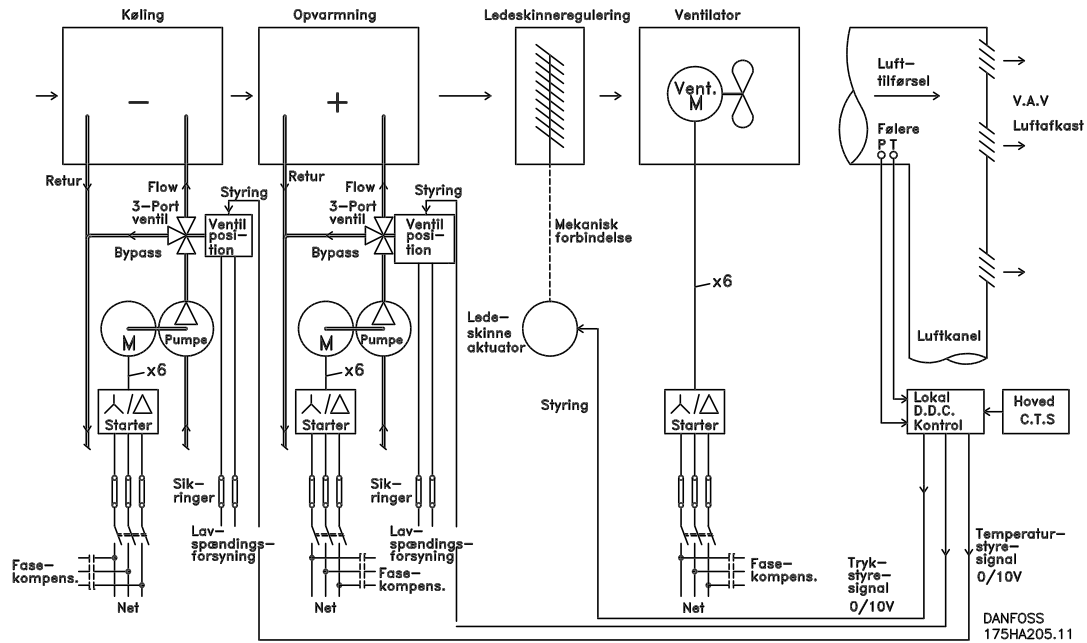 Køling
Opvarmning
Ledeskinneregulering
Ventilator
−
+
Vent.
M
Luft-
tilførsel
V.A.V
Luftafkast
Følere
P T
Retur
Flow
3-Port
ventil
Styring
Ventil
posi-
tion
Bypass
Retur
Flow
3-Port
ventil
Styring
Ventil
posi-
tion
Bypass
Mekanisk
forbindelse
x6
M
Pumpe
x6
Starter
M
Pumpe
x6
Starter
Lede-
skinne
aktuator
Styring
Starter
Luftkanel
Lokal
D.D.C.
Kontrol
Hoved
C.T.S
Sik-
ringer
Lav-
spændings-
forsyning
Sik-
ringer
Lav-
spændings-
forsyning
Fase-
kompens.
Net
Fase-
kompens.
Net
Fase-
kompens.
Net
Tryk-
styre-
signal
0/10V
Temperatur-
styre-
signal
0/10V
DANFOSS
175HA205.11